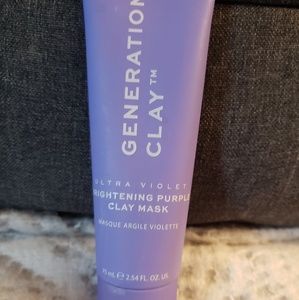 GENERATION
CLAY™
ULTRA VIOLET
BRIGHTENING PURPLE
CLAY MASK
MASQUE ARGILE VIOLETTE
75 mL ℮ 2.54 FL. OZ. US.